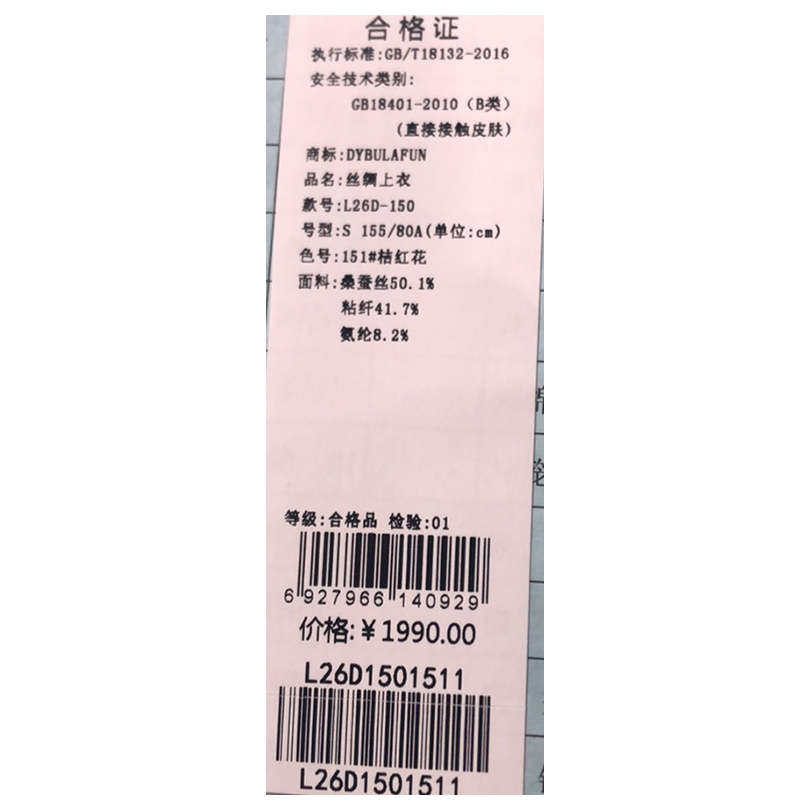 合格证
执行标准:GB/T18132-2016
安全技术类别:
GB18401-2010（B类）
(直接接触皮肤)
商标:DYBULAFUN
品名:丝绸上衣
款号:L26D-150
号型:S 155/80A(单位:cm)
色号:151#桔红花
面料:桑蚕丝50.1%
粘纤41.7%
氨纶8.2%
等级:合格品 检验:01
6 927966 140929
价格:¥1990.00
L26D1501511
L26D1501511